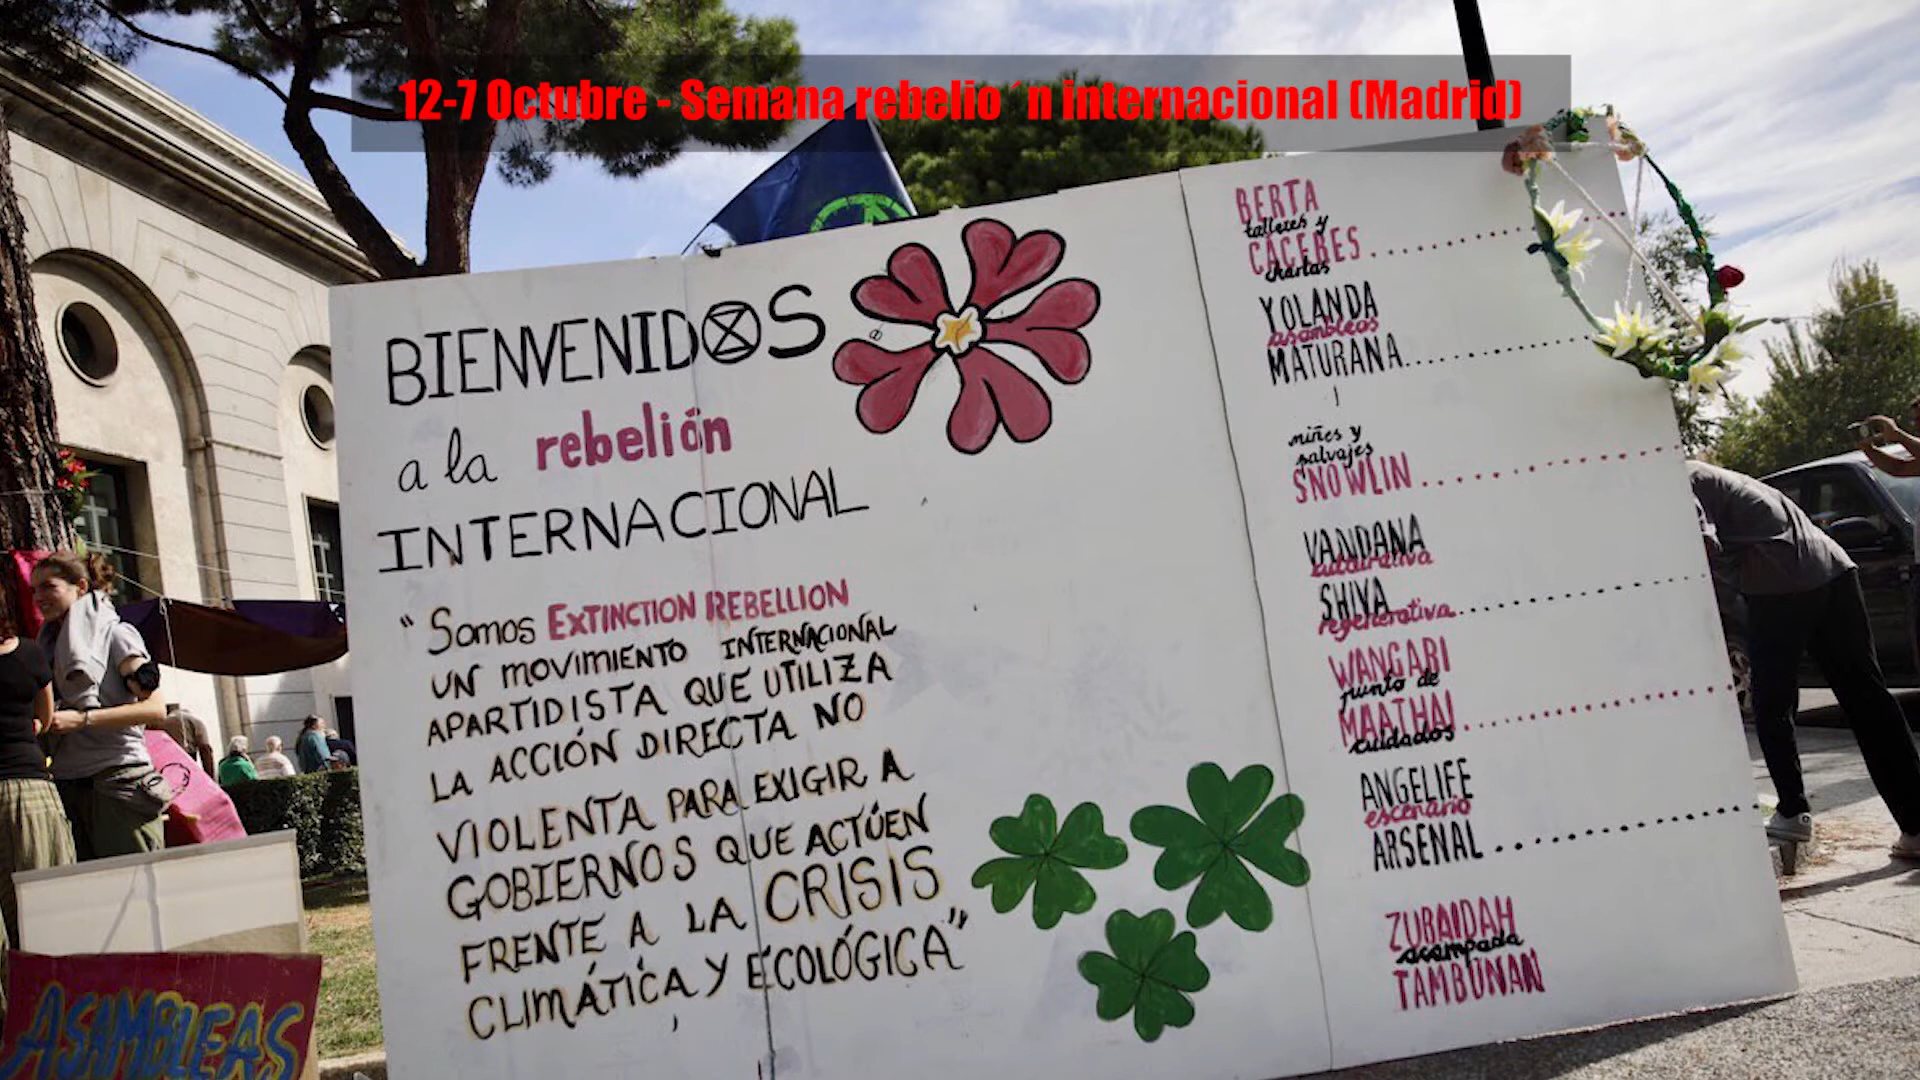 12-7 Octubre - Semana rebelio ´n internacional (Madrid)
BIENVENIDOS
a la rebelión
INTERNACIONAL
"Somos EXTINCTION REBELLION
UN MOVIMIENTO INTERNACIONAL
APARTIDISTA QUE UTILIZA
LA ACCIÓN DIRECTA NO
VIOLENTA PARA EXIGIR A
GOBIERNOS QUE ACTÚEN
FRENTE A LA CRISIS
CLIMÁTICA Y ECOLÓGICA"
BERTA
talleres y
CÁCERES..........
charlas
YOLANDA
asambleas
MATURANA..........
niñes y
salvajes
SNOWLIN..........
VANDANA
SHIVA..........
regenerativa
WANGARI
punto de
MAATHAI..........
cuidados
ANGELIFE
escenario
ARSENAL..........
ZUBAIDAH
acampada
TAMBUNAN
ASAMBLEAS